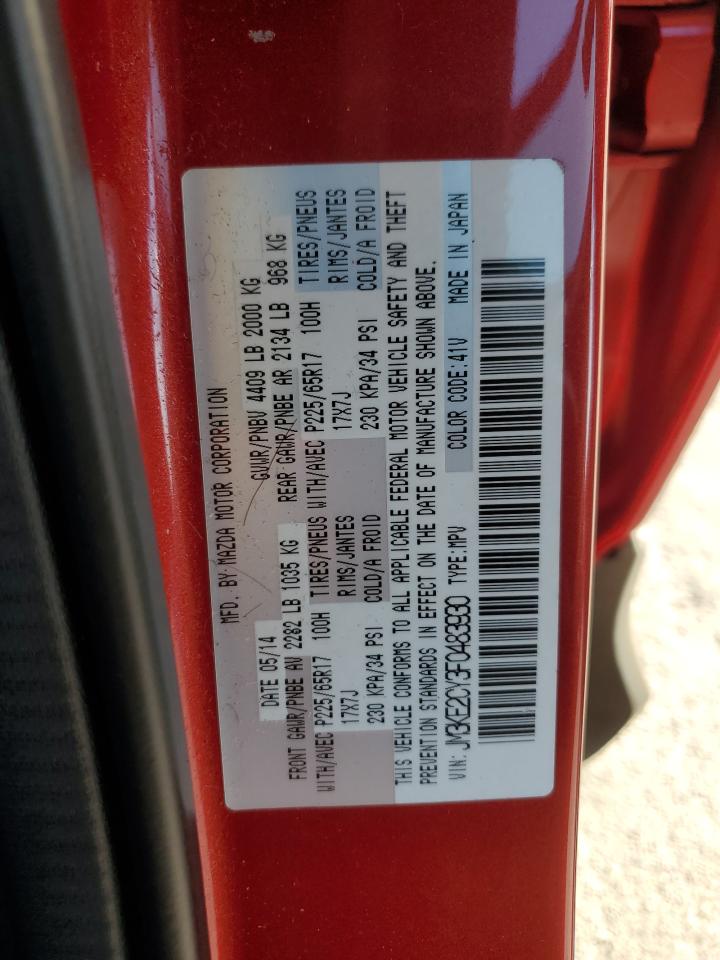 MFD. BY MAZDA MOTOR CORPORATION
DATE 05/14 GVWR/PNBV 4409 LB 2000 KG
FRONT GAWR/PNBE AV 2282 LB 1035 KG REAR GAWR/PNBE AR 2134 LB 968 KG
WITH/AVEC P225/65R17 100H TIRES/PNEUS WITH/AVEC P225/65R17 100H TIRES/PNEUS
17X7J RIMS/JANTES 17X7J RIMS/JANTES
230 KPA/34 PSI COLD/A FROID 230 KPA/34 PSI COLD/A FROID
THIS VEHICLE CONFORMS TO ALL APPLICABLE FEDERAL MOTOR VEHICLE SAFETY AND THEFT
PREVENTION STANDARDS IN EFFECT ON THE DATE OF MANUFACTURE SHOWN ABOVE.
VIN: JM3KE2CY3F0483930 TYPE:MPV COLOR CODE:41V MADE IN JAPAN